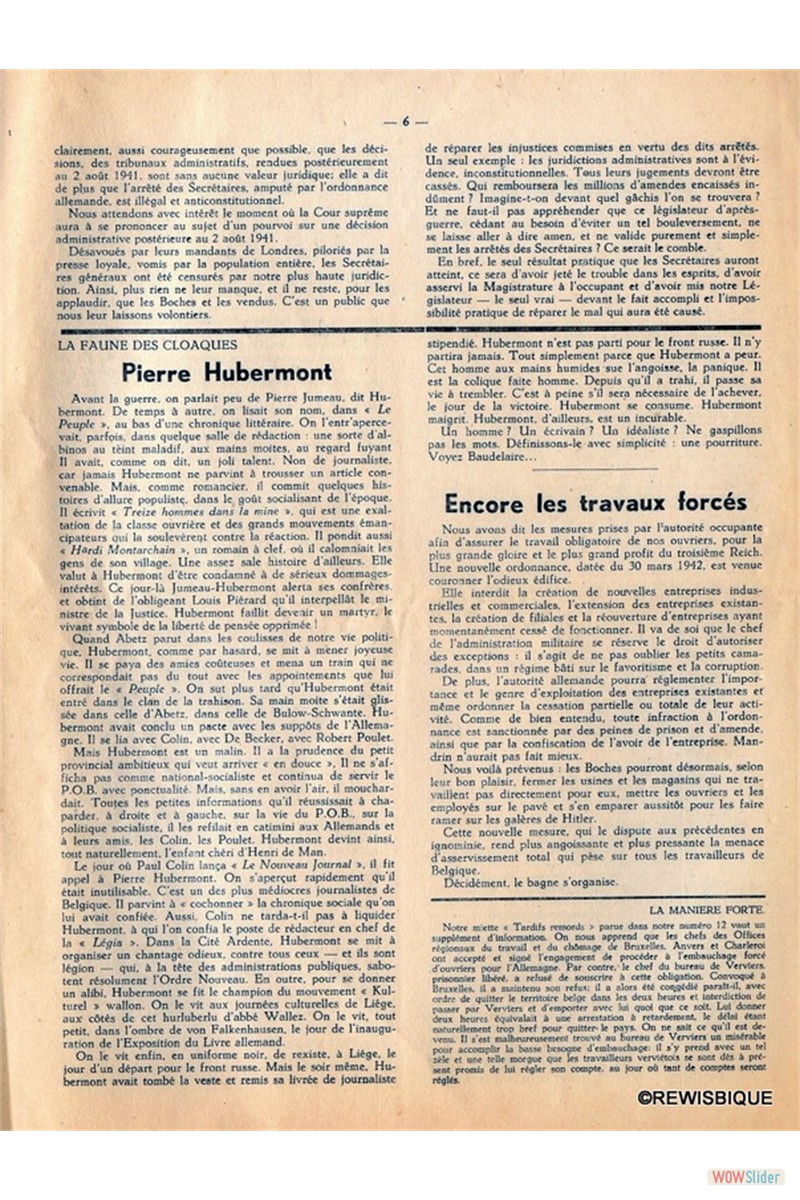 — 6 —
clairement, aussi courageusement que possible, que les déci-
sions, des tribunaux administratifs, rendues postérieurement
au 2 août 1941, sont sans aucune valeur juridique; elle a dit
de plus que l'arrêté des Secrétaires, amputé par l'ordonnance
allemande, est illégal et anticonstitutionnel.
Nous attendons avec intérêt le moment où la Cour suprême
aura à se prononcer au sujet d'un pourvoi sur une décision
administrative postérieure au 2 août 1941.
Désavoués par leurs mandants de Londres, piloriés par la
presse loyale, vomis par la population entière, les Secrétai-
res généraux ont été censurés par notre plus haute juridic-
tion. Ainsi, plus rien ne leur manque, et il ne reste, pour les
applaudir, que les Boches et les vendus. C'est un public que
nous leur laissons volontiers.
de réparer les injustices commises en vertu des dits arrêtés.
Un seul exemple : les juridictions administratives sont à l'évi-
dence, inconstitutionnelles. Tous leurs jugements devront être
cassés. Qui remboursera les millions d'amendes encaissés in-
dûment ? Imagine-t-on devant quel gâchis l'on se trouvera ?
Et ne faut-il pas appréhender que ce législateur d'après-
guerre, cédant au besoin d'éviter un tel bouleversement, ne
se laisse aller à dire amen, et ne valide purement et simple-
ment les arrêtés des Secrétaires ? Ce serait le comble.
En bref, le seul résultat pratique que les Secrétaires auront
atteint, ce sera d'avoir jeté le trouble dans les esprits, d'avoir
asservi la Magistrature à l'occupant et d'avoir mis notre Lé-
gislateur — le seul vrai — devant le fait accompli et l'impos-
sibilité pratique de réparer le mal qui aura été causé.
LA FAUNE DES CLOAQUES
Pierre Hubermont
Avant la guerre, on parlait peu de Pierre Jumeau, dit Hu-
bermont. De temps à autre, on lisait son nom, dans « Le
Peuple », au bas d'une chronique littéraire. On l'entr'aperce-
vait, parfois, dans quelque salle de rédaction : une sorte d'al-
binos au teint maladif, aux mains moites, au regard fuyant
Il avait, comme on dit, un joli talent. Non de journaliste,
car jamais Hubermont ne parvint à trousser un article con-
venable. Mais, comme romancier, il commit quelques his-
toires d'allure populiste, dans le goût socialisant de l'époque.
Il écrivit « Treize hommes dans la mine », qui est une exal-
tation de la classe ouvrière et des grands mouvements éman-
cipateurs qui la soulevèrent contre la réaction. Il pondit aussi
« Hardi Montarchain », un romain à clef, où il calomniait les
gens de son village. Une assez sale histoire d'ailleurs. Elle
valut à Hubermont d'être condamné à de sérieux dommages-
intérêts. Ce jour-là Jumeau-Hubermont alerta ses confrères
et obtint de l'obligeant Louis Piérard qu'il interpellât le mi-
nistre de la Justice. Hubermont faillit devenir un martyr, le
vivant symbole de la liberté de pensée opprimée !
Quand Abetz parut dans les coulisses de notre vie politi-
que, Hubermont, comme par hasard, se mit à mener joyeuse
vie. Il se paya des amies coûteuses et mena un train qui ne
correspondait pas du tout avec les appointements que lui
offrait le « Peuple ». On sut plus tard qu'Hubermont était
entré dans le clan de la trahison. Sa main moite s'était glis-
sée dans celle d'Abetz, dans celle de Bulow-Schwante. Hu-
bermont avait conclu un pacte avec les suppôts de l'Allema-
gne. Il se lia avec Colin, avec De Becker, avec Robert Poulet.
Mais Hubermont est un malin. Il a la prudence du petit
provincial ambitieux qui veut arriver « en douce ». Il ne s'af-
ficha pas comme national-socialiste et continua de servir le
P.O.B. avec ponctualité. Mais, sans en avoir l'air, il mouchar-
dait. Toutes les petites informations qu'il réussissait à cha-
parder, à droite et à gauche, sur la vie du P.O.B., sur la
politique socialiste, il les refilait en catimini aux Allemands et
à leurs amis, les Colin, les Poulet. Hubermont devint ainsi,
tout naturellement, l'enfant chéri d'Henri de Man.
Le jour où Paul Colin lança « Le Nouveau Journal », il fit
appel à Pierre Hubermont. On s'aperçut rapidement qu'il
était inutilisable. C'est un des plus médiocres journalistes de
Belgique. Il parvint à « cochonner » la chronique sociale qu'on
lui avait confiée. Aussi, Colin ne tarda-t-il pas à liquider
Hubermont, à qui l'on confia le poste de rédacteur en chef de
la « Légia ». Dans la Cité Ardente, Hubermont se mit à
organiser un chantage odieux, contre tous ceux — et ils sont
légion — qui, à la tête des administrations publiques, sabo-
tent résolument l'Ordre Nouveau. En outre, pour se donner
un alibi, Hubermont se fit le champion du mouvement « Kul-
turel » wallon. On le vit aux journées culturelles de Liége,
aux côtés de cet hurluberlu d'abbé Wallez. On le vit, tout
petit, dans l'ombre de von Falkenhausen, le jour de l'inaugu-
ration de l'Exposition du Livre allemand.
On le vit enfin, en uniforme noir, de rexiste, à Liége, le
jour d'un départ pour le front russe. Mais le soir même, Hu-
bermont avait tombé la veste et remis sa livrée de journaliste
stipendié. Hubermont n'est pas parti pour le front russe. Il n'y
partira jamais. Tout simplement parce que Hubermont a peur.
Cet homme aux mains humides sue l'angoisse, la panique. Il
est la colique faite homme. Depuis qu'il a trahi, il passe sa
vie à trembler. C'est à peine s'il sera nécessaire de l'achever,
le jour de la victoire. Hubermont se consume. Hubermont
maigrit. Hubermont, d'ailleurs, est un incurable.
Un homme ? Un écrivain ? Un idéaliste ? Ne gaspillons
pas les mots. Définissons-le avec simplicité : une pourriture.
Voyez Baudelaire...
Encore les travaux forcés
Nous avons dit les mesures prises par l'autorité occupante
afin d'assurer le travail obligatoire de nos ouvriers, pour la
plus grande gloire et le plus grand profit du troisième Reich.
Une nouvelle ordonnance, datée du 30 mars 1942, est venue
couronner l'odieux édifice.
Elle interdit la création de nouvelles entreprises indus-
trielles et commerciales, l'extension des entreprises existan-
tes, la création de filiales et la réouverture d'entreprises ayant
momentanément cessé de fonctionner. Il va de soi que le chef
de l'administration militaire se réserve le droit d'autoriser
des exceptions : il s'agit de ne pas oublier les petits cama-
rades, dans un régime bâti sur le favoritisme et la corruption.
De plus, l'autorité allemande pourra réglementer l'impor-
tance et le genre d'exploitation des entreprises existantes et
même ordonner la cessation partielle ou totale de leur acti-
vité. Comme de bien entendu, toute infraction à l'ordon-
nance est sanctionnée par des peines de prison et d'amende,
ainsi que par la confiscation de l'avoir de l'entreprise. Man-
drin n'aurait pas fait mieux.
Nous voilà prévenus : les Boches pourront désormais, selon
leur bon plaisir, fermer les usines et les magasins qui ne tra-
vaillent pas directement pour eux, mettre les ouvriers et les
employés sur le pavé et s'en emparer aussitôt pour les faire
ramer sur les galères de Hitler.
Cette nouvelle mesure, qui le dispute aux précédentes en
ignominie, rend plus angoissante et plus pressante la menace
d'asservissement total qui pèse sur tous les travailleurs de
Belgique.
Décidément, le bagne s'organise.
LA MANIERE FORTE.
Notre miette « Tardifs remords » parue dans notre numéro 12 vaut un
supplément d'information. On nous apprend que les chefs des Offices
régionaux du travail et du chômage de Bruxelles, Anvers et Charleroi
ont accepté et signé l'engagement de procéder à l'embauchage forcé
d'ouvriers pour l'Allemagne. Par contre, le chef du bureau de Verviers,
prisonnier libéré, a refusé de souscrire à cette obligation. Convoqué à
Bruxelles, il a maintenu son refus; il a alors été congédié paraît-il, avec
ordre de quitter le territoire belge dans les deux heures et interdiction de
passer par Verviers et d'emporter avec lui quoi que ce soit. Lui donner
deux heures équivalait à une arrestation à retardement, le délai étant
naturellement trop bref pour quitter le pays. On ne sait ce qu'il est de-
venu. Il s'est malheureusement trouvé au bureau de Verviers un misérable
pour accomplir la basse besogne d'embauchage; il s'y prend avec un tel
zèle et une telle morgue que les travailleurs verviétois se sont dès à pré-
sent promis de lui régler son compte, au jour où tant de comptes seront
réglés.
©REWISBIQUE
WOWSlider